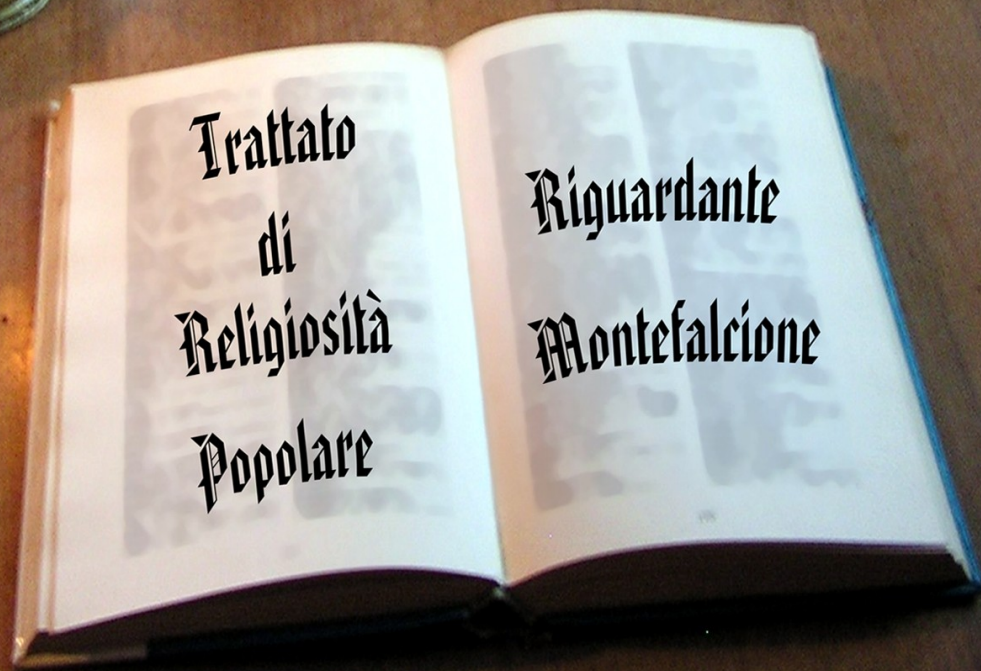 Trattato
di
Religiosità
Popolare
Riguardante
Montefalcione